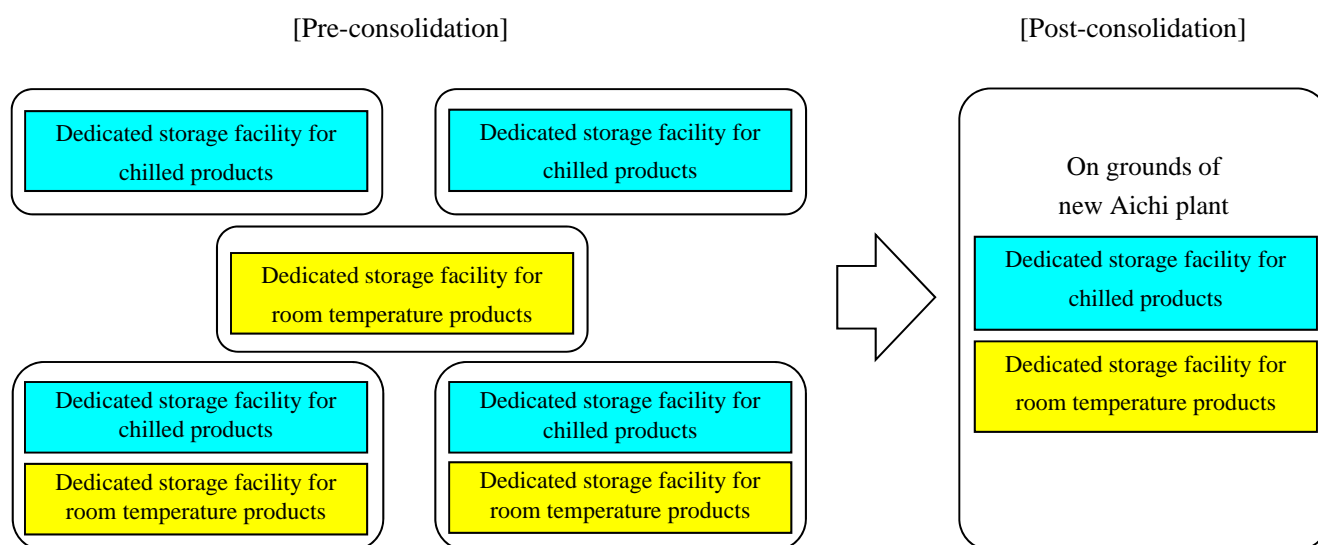 [Pre-consolidation]
[Post-consolidation]
Dedicated storage facility for
chilled products
Dedicated storage facility for
chilled products
Dedicated storage facility for
room temperature products
Dedicated storage facility for
chilled products
Dedicated storage facility for
room temperature products
Dedicated storage facility for
chilled products
Dedicated storage facility for
room temperature products
On grounds of
new Aichi plant
Dedicated storage facility for
chilled products
Dedicated storage facility for
room temperature products